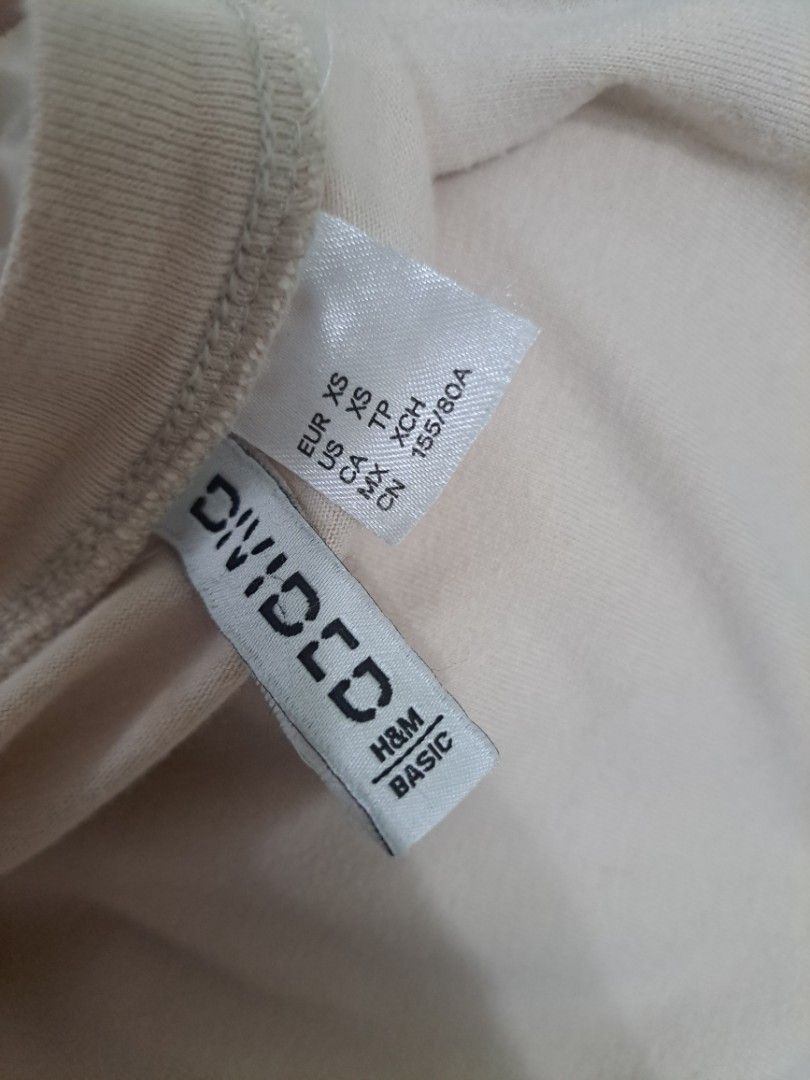 EUR XS
US XS
CA TP
MX XCH
CN 155/80A
DIVIDED
H&M
BASIC